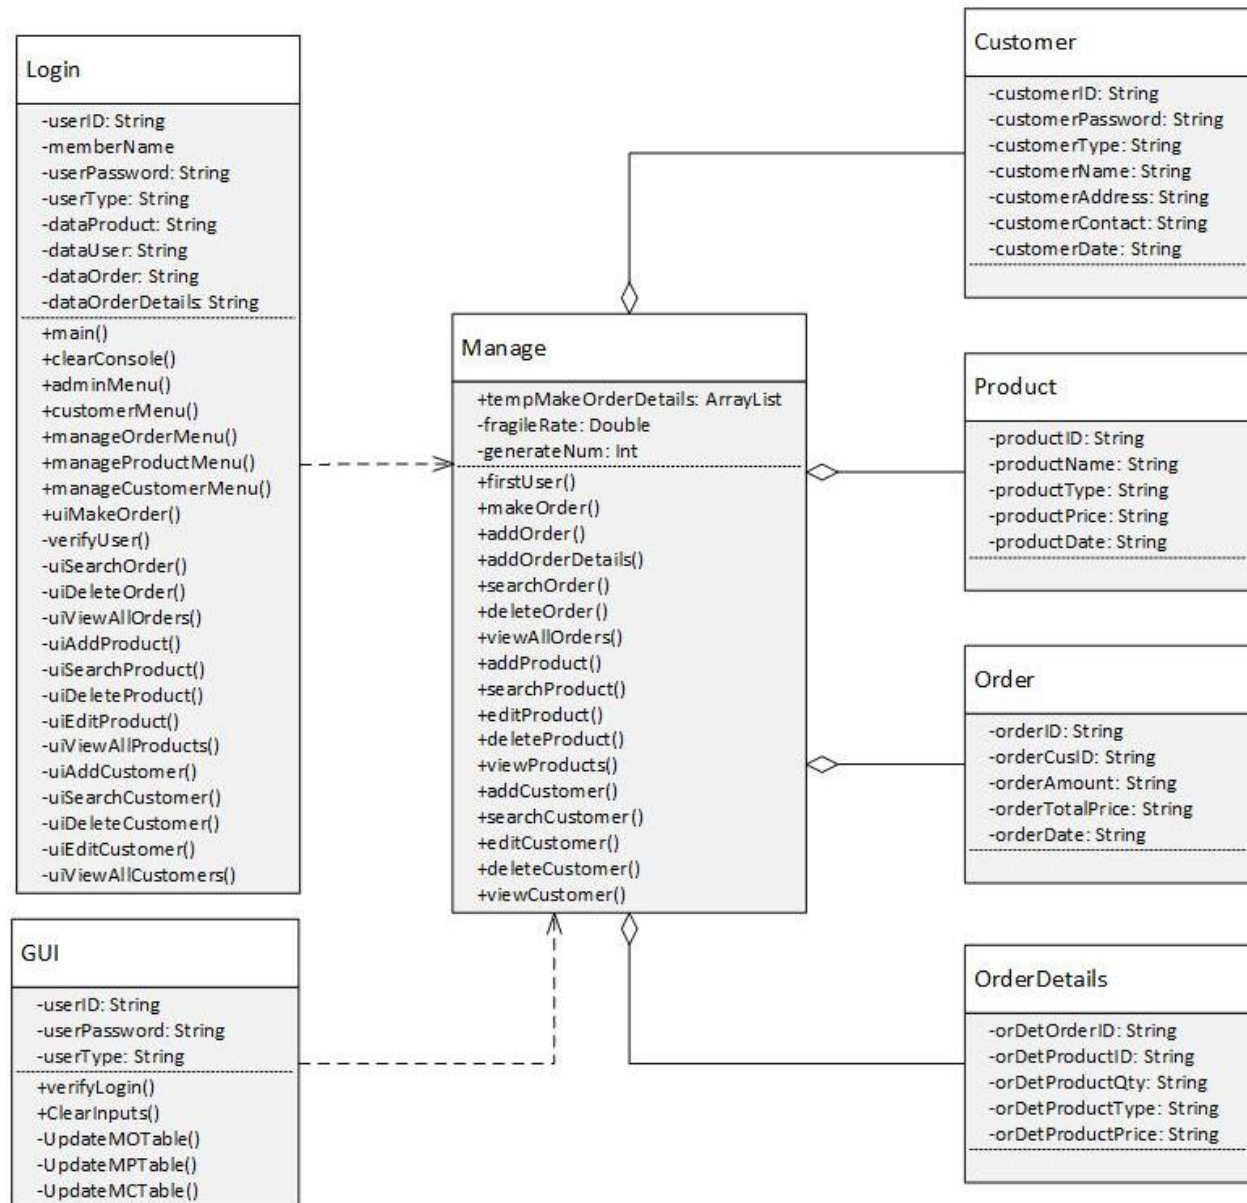 Login
-userID: String
-memberName
-userPassword: String
-userType: String
-dataProduct: String
-dataUser: String
-dataOrder: String
-dataOrderDetails: String
+main()
+clearConsole()
+adminMenu()
+customerMenu()
+manageOrderMenu()
+manageProductMenu()
+manageCustomerMenu()
+uiMakeOrder()
-verifyUser()
-uiSearchOrder()
-uiDeleteOrder()
-uiViewAllOrders()
-uiAddProduct()
-uiSearchProduct()
-uiDeleteProduct()
-uiEditProduct()
-uiViewAllProducts()
-uiAddCustomer()
-uiSearchCustomer()
-uiDeleteCustomer()
-uiEditCustomer()
-uiViewAllCustomers()
GUI
-userID: String
-userPassword: String
-userType: String
+verifyLogin()
+ClearInputs()
-UpdateMOTable()
-UpdateMPTable()
-UpdateMCTable()
Manage
+tempMakeOrderDetails: ArrayList
-fragileRate: Double
-generateNum: Int
+firstUser()
+makeOrder()
+addOrder()
+addOrderDetails()
+searchOrder()
+deleteOrder()
+viewAllOrders()
+addProduct()
+searchProduct()
+editProduct()
+deleteProduct()
+viewProducts()
+addCustomer()
+searchCustomer()
+editCustomer()
+deleteCustomer()
+viewCustomer()
Customer
-customerID: String
-customerPassword: String
-customerType: String
-customerName: String
-customerAddress: String
-customerContact: String
-customerDate: String
Product
-productID: String
-productName: String
-productType: String
-productPrice: String
-productDate: String
Order
-orderID: String
-orderCusID: String
-orderAmount: String
-orderTotalPrice: String
-orderDate: String
OrderDetails
-orDetOrderID: String
-orDetProductID: String
-orDetProductQty: String
-orDetProductType: String
-orDetProductPrice: String